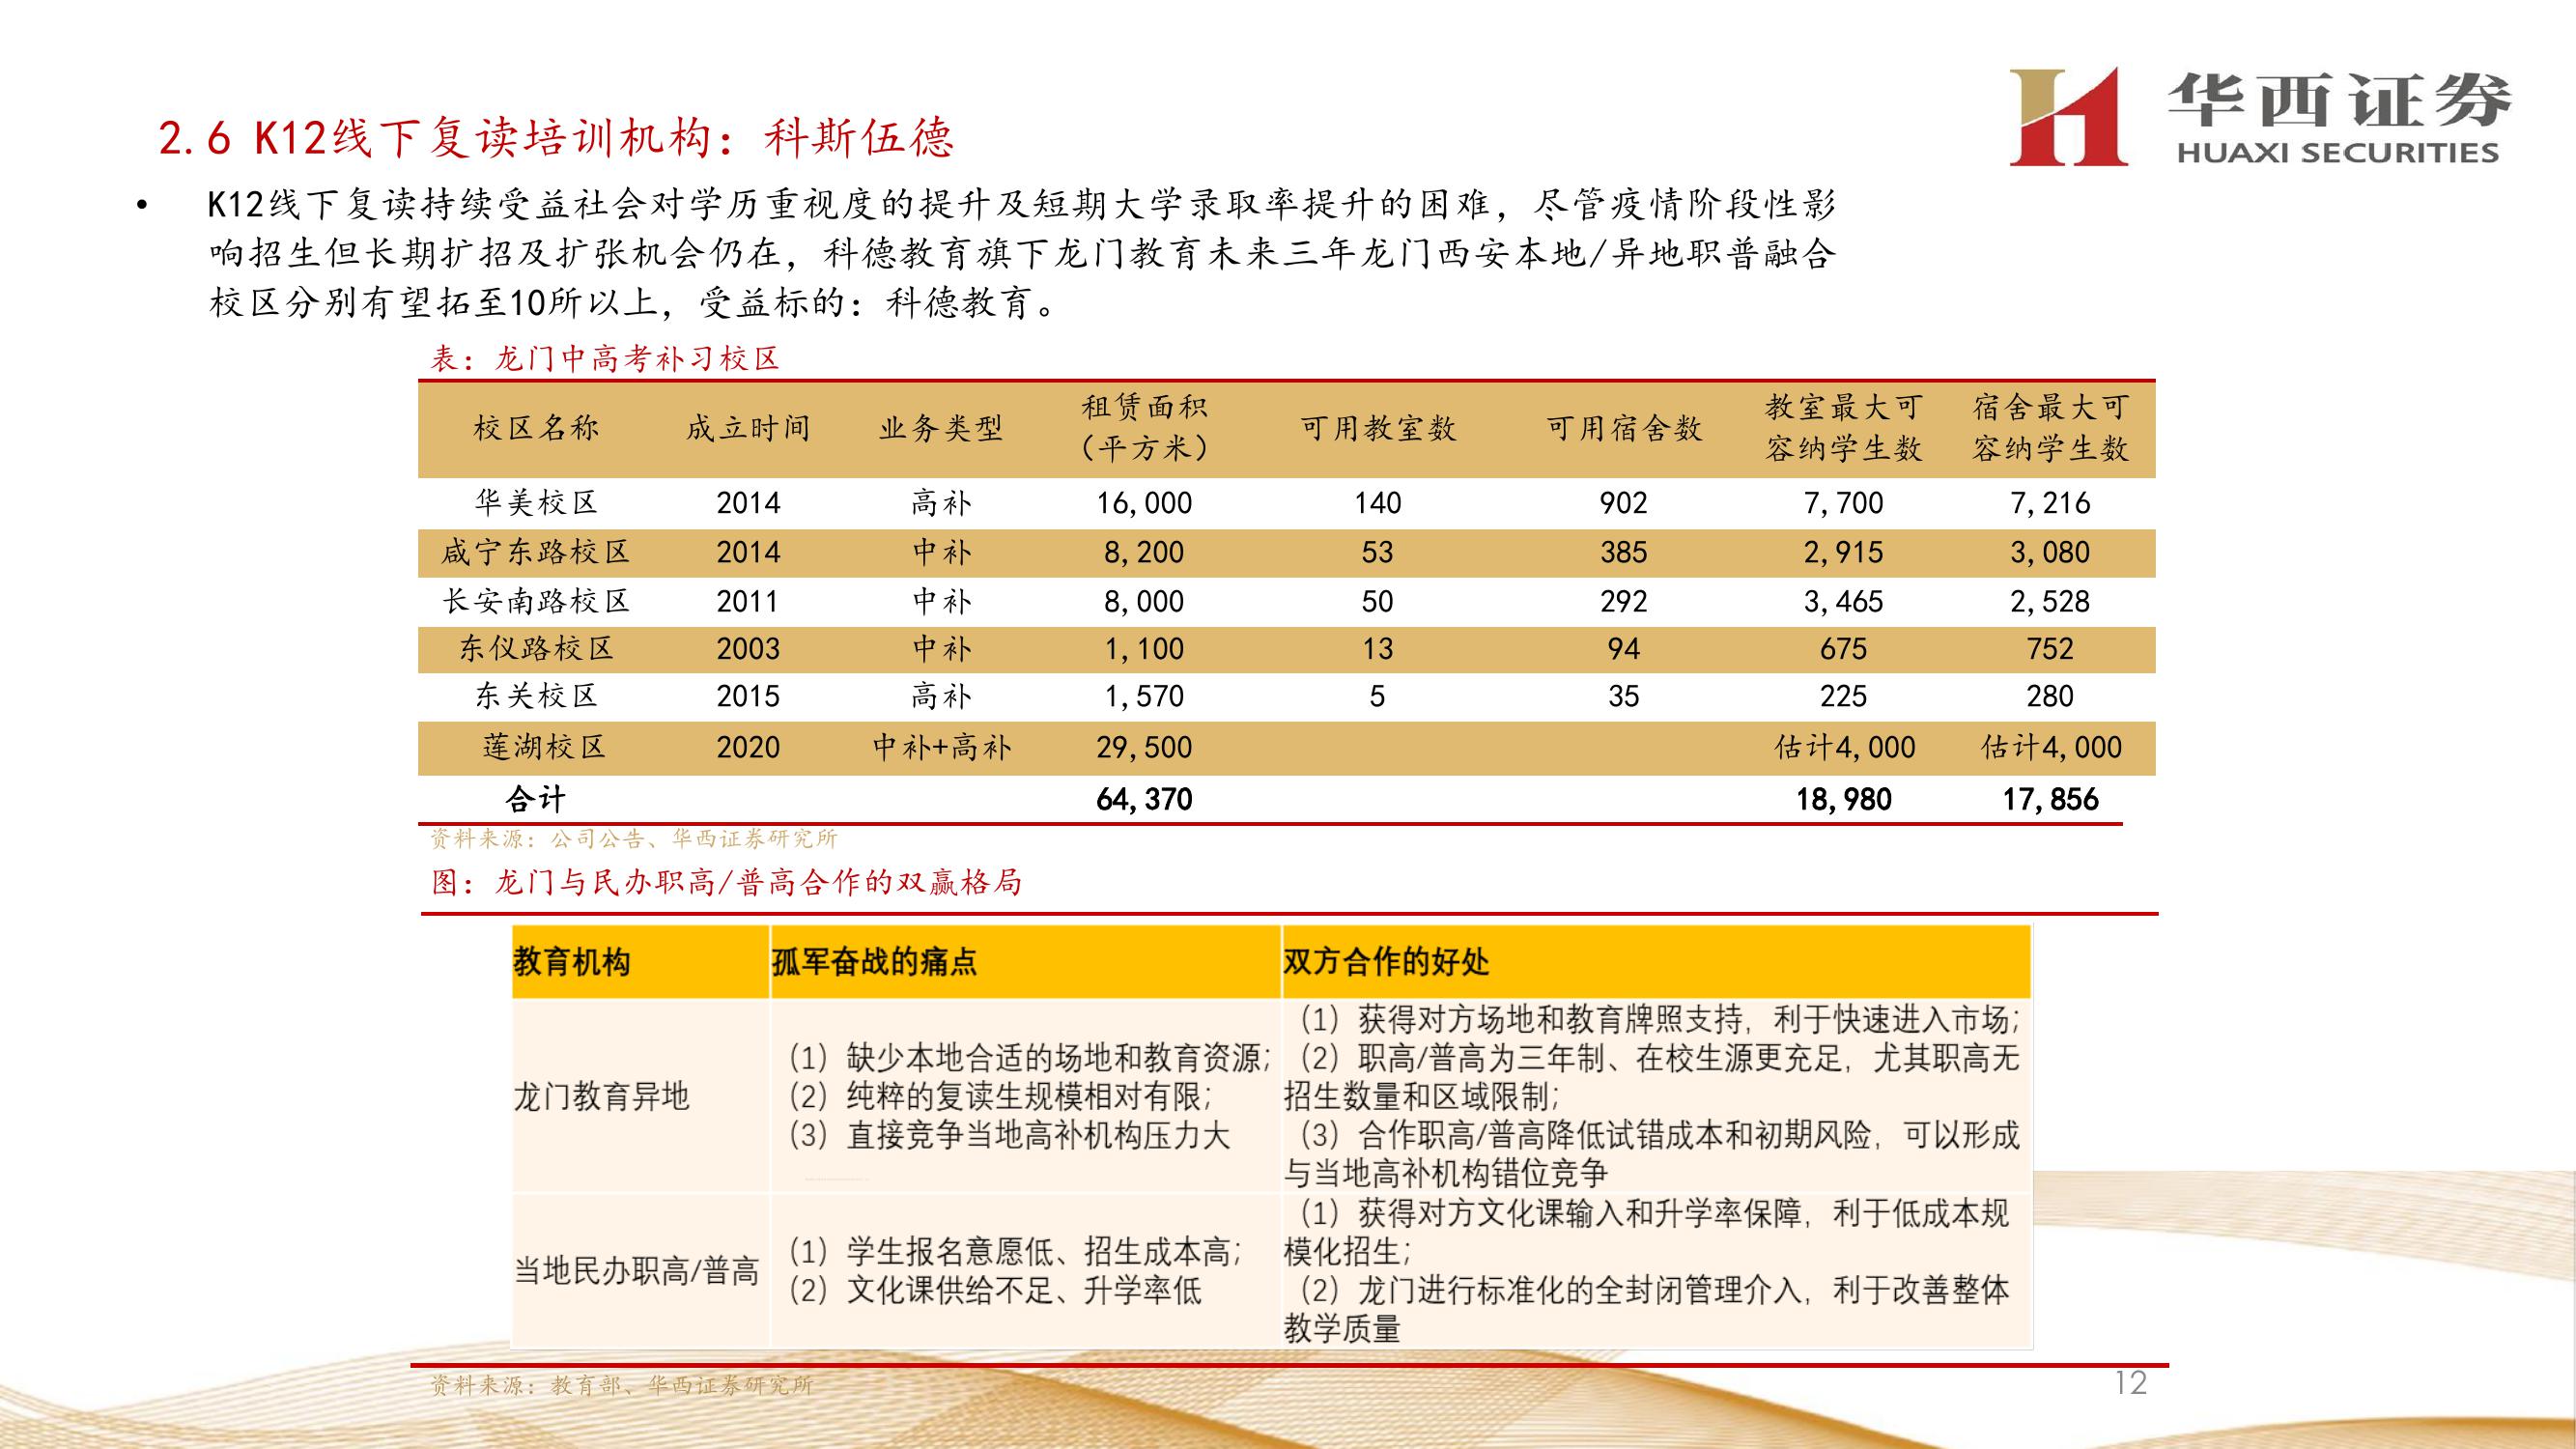 华西证券
HUAXI SECURITIES
2.6 K12线下复读培训机构：科斯伍德
• K12线下复读持续受益社会对学历重视度的提升及短期大学录取率提升的困难，尽管疫情阶段性影
响招生但长期扩招及扩张机会仍在，科德教育旗下龙门教育未来三年龙门西安本地/异地职普融合
校区分别有望拓至10所以上，受益标的：科德教育。
表：龙门中高考补习校区
校区名称 成立时间 业务类型 租赁面积（平方米） 可用教室数 可用宿舍数 教室最大可容纳学生数 宿舍最大可容纳学生数
华美校区 2014 高补 16,000 140 902 7,700 7,216
咸宁东路校区 2014 中补 8,200 53 385 2,915 3,080
长安南路校区 2011 中补 8,000 50 292 3,465 2,528
东仪路校区 2003 中补 1,100 13 94 675 752
东关校区 2015 高补 1,570 5 35 225 280
莲湖校区 2020 中补+高补 29,500 估计4,000 估计4,000
合计 64,370 18,980 17,856
资料来源：公司公告、华西证券研究所
图：龙门与民办职高/普高合作的双赢格局
教育机构 孤军奋战的痛点 双方合作的好处
龙门教育异地
（1）缺少本地合适的场地和教育资源；
（2）纯粹的复读生规模相对有限；
（3）直接竞争当地高补机构压力大
（1）获得对方场地和教育牌照支持，利于快速进入市场；
（2）职高/普高为三年制、在校生源更充足，尤其职高无
招生数量和区域限制；
（3）合作职高/普高降低试错成本和初期风险，可以形成
与当地高补机构错位竞争
当地民办职高/普高
（1）学生报名意愿低、招生成本高；
（2）文化课供给不足、升学率低
（1）获得对方文化课输入和升学率保障，利于低成本规
模化招生；
（2）龙门进行标准化的全封闭管理介入，利于改善整体
教学质量
资料来源：教育部、华西证券研究所
12